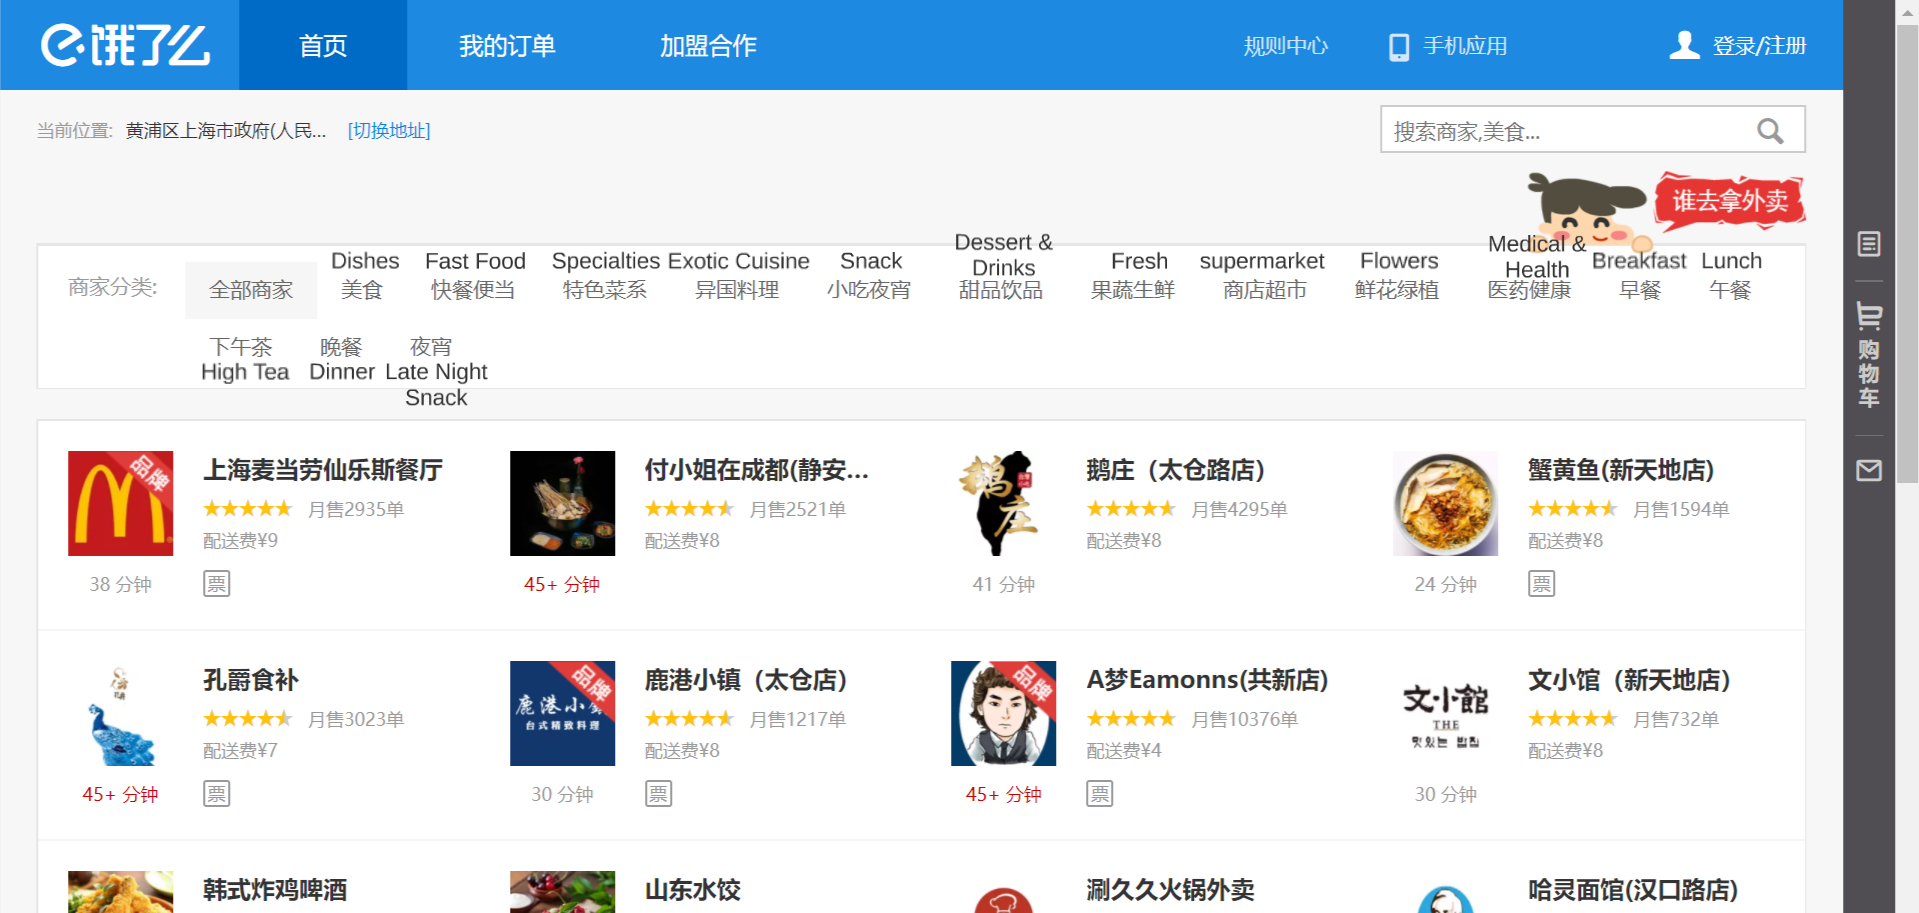 饿了么 首页 我的订单 加盟合作 规则中心 手机应用 登录/注册
当前位置: 黄浦区上海市政府(人民... [切换地址] 搜索商家,美食...
谁去拿外卖
Dishes Fast Food Specialties Exotic Cuisine Snack Dessert & Drinks Fresh supermarket Flowers Medical & Health Breakfast Lunch
商家分类: 全部商家 美食 快餐便当 特色菜系 异国料理 小吃夜宵 甜品饮品 果蔬生鲜 商店超市 鲜花绿植 医药健康 早餐 午餐
下午茶 晚餐 夜宵
High Tea Dinner Late Night Snack
购物车
品牌 上海麦当劳仙乐斯餐厅 付小姐在成都(静安... 鹅庄 鹅庄（太仓路店） 蟹黄鱼(新天地店)
月售2935单 月售2521单 月售4295单 月售1594单
配送费¥9 配送费¥8 配送费¥8 配送费¥8
38 分钟 票 45+ 分钟 41 分钟 24 分钟 票
孔爵食补 品牌 鹿港小镇（太仓店） 品牌 A梦Eamonns(共新店) 文小馆（新天地店）
月售3023单 鹿港小 台式精致料理 月售1217单 月售10376单 文小館 THE 맛있는 밥집 月售732单
配送费¥7 配送费¥8 配送费¥4 配送费¥8
45+ 分钟 票 30 分钟 票 45+ 分钟 票 30 分钟
韩式炸鸡啤酒 山东水饺 涮久久火锅外卖 哈灵面馆(汉口路店)